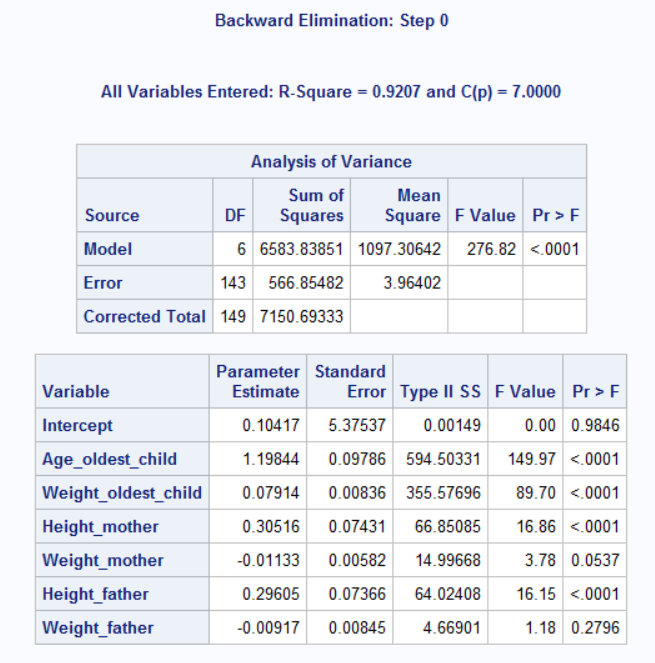 Backward Elimination: Step 0
All Variables Entered: R-Square = 0.9207 and C(p) = 7.0000
Analysis of Variance
Source DF Sum of Squares Mean Square F Value Pr > F
Model 6 6583.83851 1097.30642 276.82 <.0001
Error 143 566.85482 3.96402
Corrected Total 149 7150.69333
Variable Parameter Estimate Standard Error Type II SS F Value Pr > F
Intercept 0.10417 5.37537 0.00149 0.00 0.9846
Age_oldest_child 1.19844 0.09786 594.50331 149.97 <.0001
Weight_oldest_child 0.07914 0.00836 355.57696 89.70 <.0001
Height_mother 0.30516 0.07431 66.85085 16.86 <.0001
Weight_mother -0.01133 0.00582 14.99668 3.78 0.0537
Height_father 0.29605 0.07366 64.02408 16.15 <.0001
Weight_father -0.00917 0.00845 4.66901 1.18 0.2796